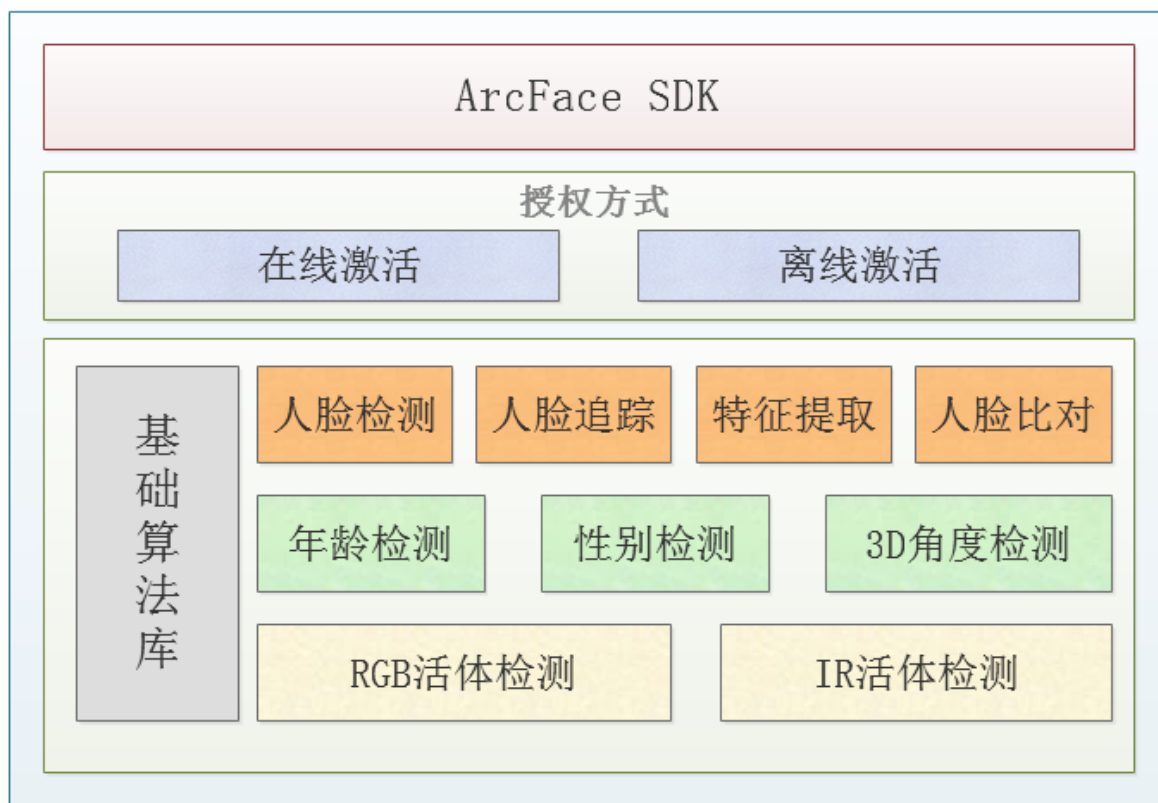 ArcFace SDK
授权方式
在线激活
离线激活
基础算法库
人脸检测
人脸追踪
特征提取
人脸比对
年龄检测
性别检测
3D角度检测
RGB活体检测
IR活体检测